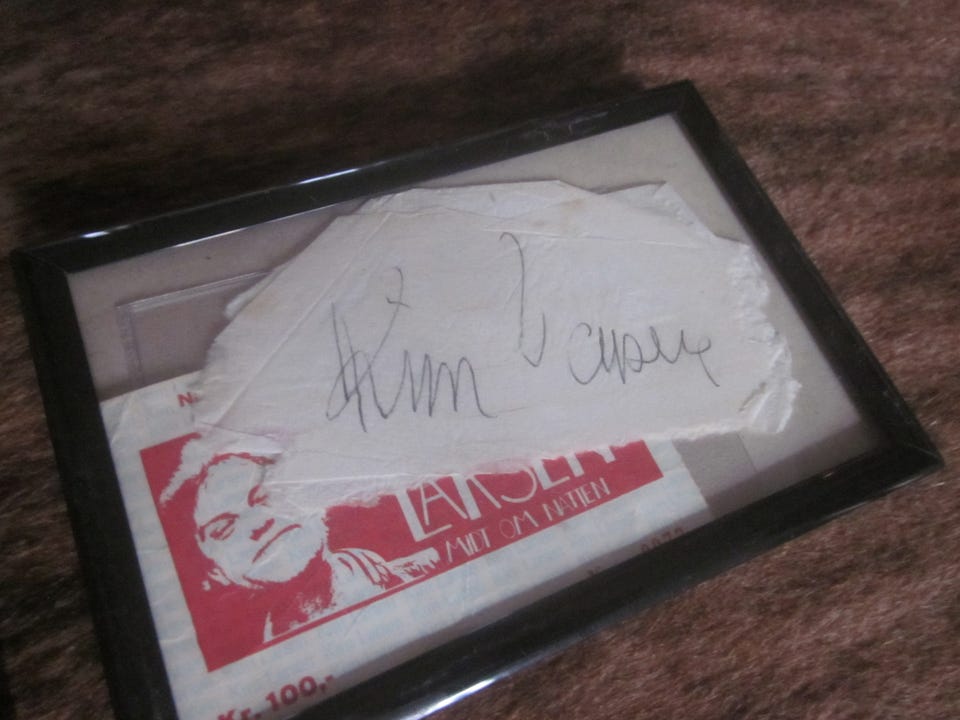 Kim Larsen
LARSEN
MIDT OM NATTEN
Kr. 100,-